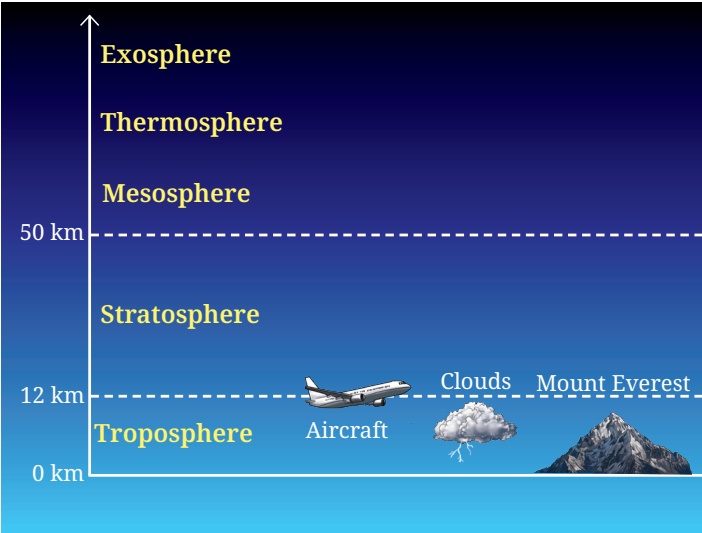 Exosphere
Thermosphere
Mesosphere
50 km
Stratosphere
Clouds
Mount Everest
12 km
Aircraft
Troposphere
0 km